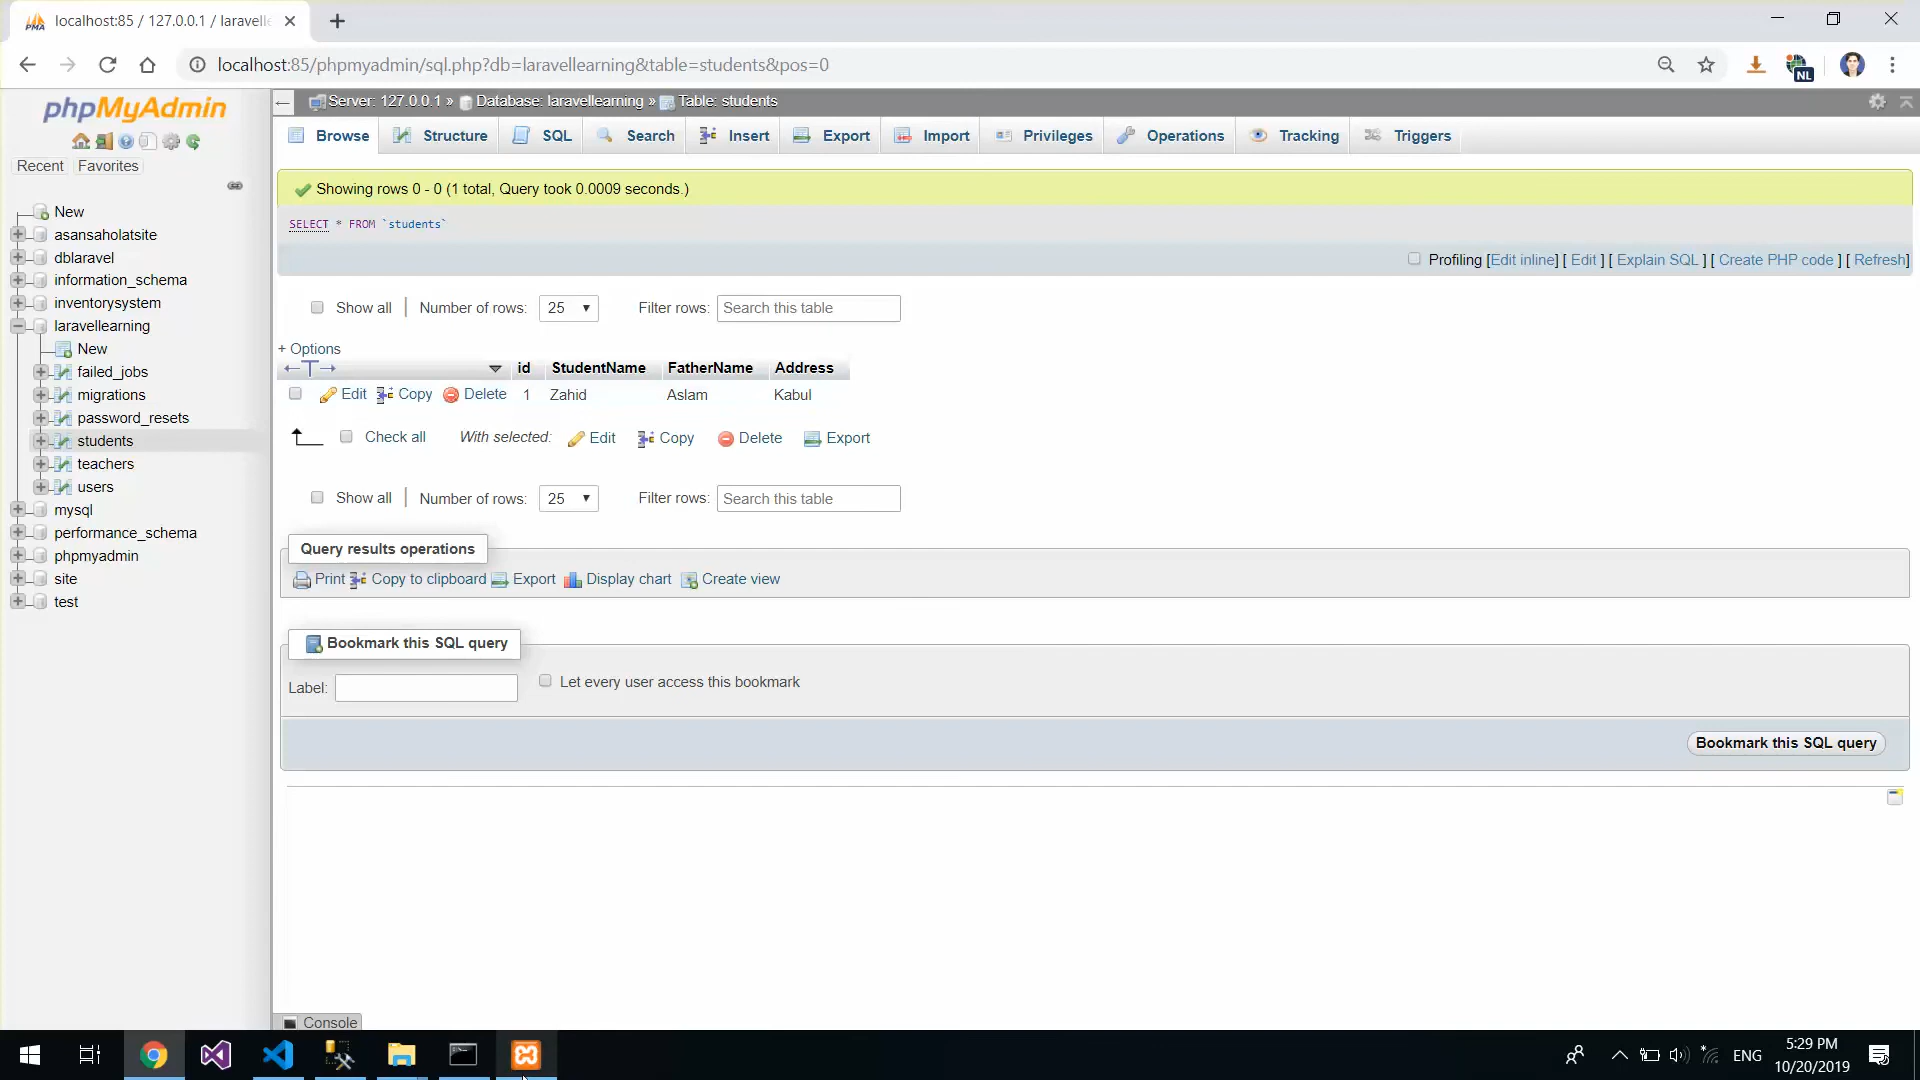 localhost:85 / 127.0.0.1 / laravelle
localhost:85/phpmyadmin/sql.php?db=laravellearning&table=students&pos=0
NL
phpMyAdmin
Recent Favorites
New
asansaholatsite
dblaravel
information_schema
inventorysystem
laravellearning
New
failed_jobs
migrations
password_resets
students
teachers
users
mysql
performance_schema
phpmyadmin
site
test
Server: 127.0.0.1 » Database: laravellearning » Table: students
Browse Structure SQL Search Insert Export Import Privileges Operations Tracking Triggers
Showing rows 0 - 0 (1 total, Query took 0.0009 seconds.)
SELECT * FROM `students`
Profiling [Edit inline] [ Edit ] [ Explain SQL ] [ Create PHP code ] [ Refresh]
Show all | Number of rows: 25 Filter rows: Search this table
+ Options
←T→ id StudentName FatherName Address
Edit Copy Delete 1 Zahid Aslam Kabul
Check all With selected: Edit Copy Delete Export
Show all | Number of rows: 25 Filter rows: Search this table
Query results operations
Print Copy to clipboard Export Display chart Create view
Bookmark this SQL query
Label: Let every user access this bookmark
Bookmark this SQL query
Console
ENG
5:29 PM
10/20/2019